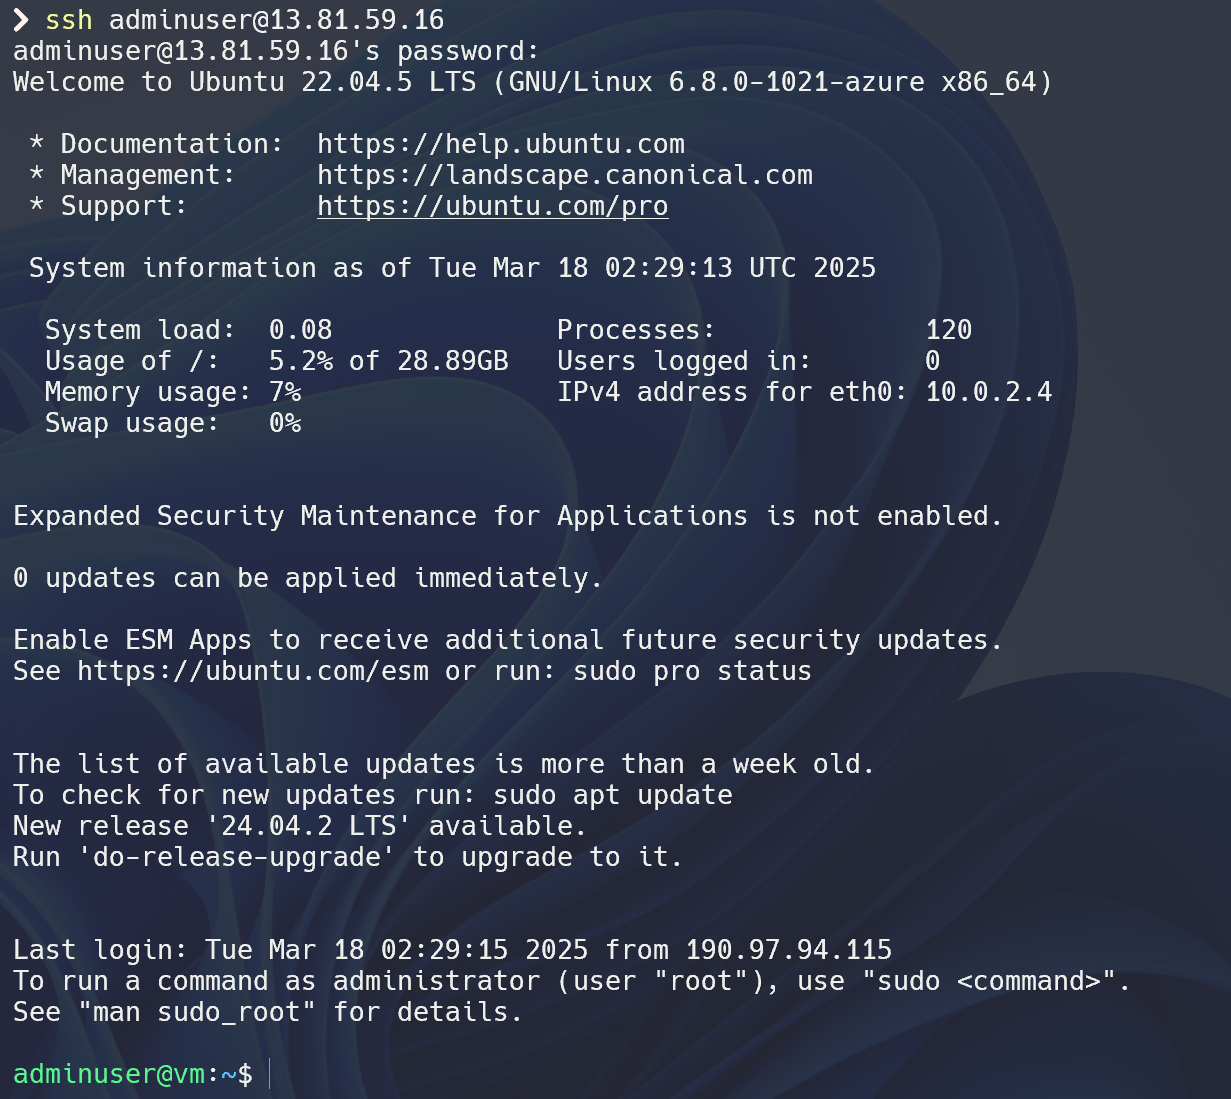 ❯ ssh adminuser@13.81.59.16
adminuser@13.81.59.16's password:
Welcome to Ubuntu 22.04.5 LTS (GNU/Linux 6.8.0-1021-azure x86_64)

 * Documentation:  https://help.ubuntu.com
 * Management:     https://landscape.canonical.com
 * Support:        https://ubuntu.com/pro

 System information as of Tue Mar 18 02:29:13 UTC 2025

  System load:  0.08              Processes:             120
  Usage of /:   5.2% of 28.89GB   Users logged in:       0
  Memory usage: 7%                IPv4 address for eth0: 10.0.2.4
  Swap usage:   0%


Expanded Security Maintenance for Applications is not enabled.

0 updates can be applied immediately.

Enable ESM Apps to receive additional future security updates.
See https://ubuntu.com/esm or run: sudo pro status


The list of available updates is more than a week old.
To check for new updates run: sudo apt update
New release '24.04.2 LTS' available.
Run 'do-release-upgrade' to upgrade to it.


Last login: Tue Mar 18 02:29:15 2025 from 190.97.94.115
To run a command as administrator (user "root"), use "sudo <command>".
See "man sudo_root" for details.

adminuser@vm:~$